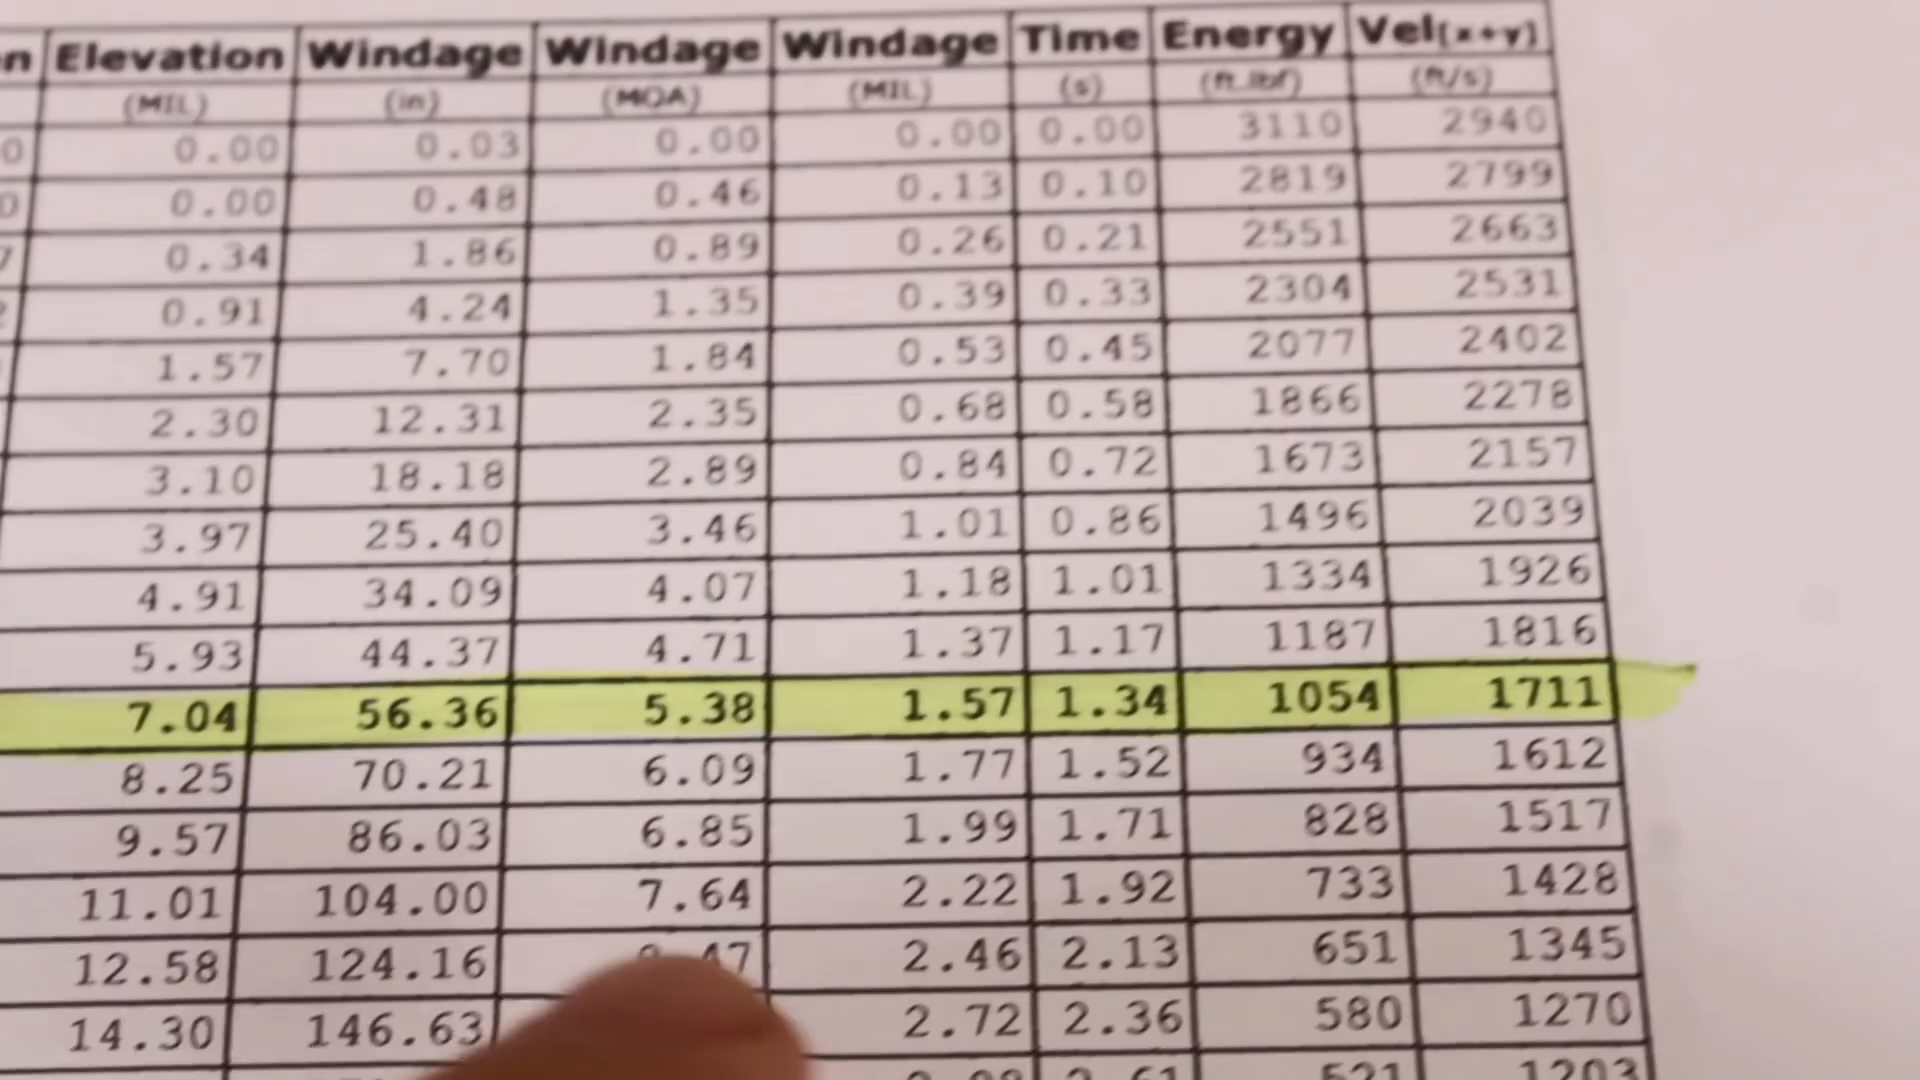 n Elevation Windage Windage Windage Time Energy Vel[x+y]
(MIL) (in) (MOA) (MIL) (s) (ft.lbf) (ft/s)
0 0.00 0.03 0.00 0.00 0.00 3110 2940
0 0.00 0.48 0.46 0.13 0.10 2819 2799
7 0.34 1.86 0.89 0.26 0.21 2551 2663
2 0.91 4.24 1.35 0.39 0.33 2304 2531
1.57 7.70 1.84 0.53 0.45 2077 2402
2.30 12.31 2.35 0.68 0.58 1866 2278
3.10 18.18 2.89 0.84 0.72 1673 2157
3.97 25.40 3.46 1.01 0.86 1496 2039
4.91 34.09 4.07 1.18 1.01 1334 1926
5.93 44.37 4.71 1.37 1.17 1187 1816
7.04 56.36 5.38 1.57 1.34 1054 1711
8.25 70.21 6.09 1.77 1.52 934 1612
9.57 86.03 6.85 1.99 1.71 828 1517
11.01 104.00 7.64 2.22 1.92 733 1428
12.58 124.16 2.46 2.13 651 1345
14.30 146.63 2.72 2.36 580 1270
2.61 521 1203